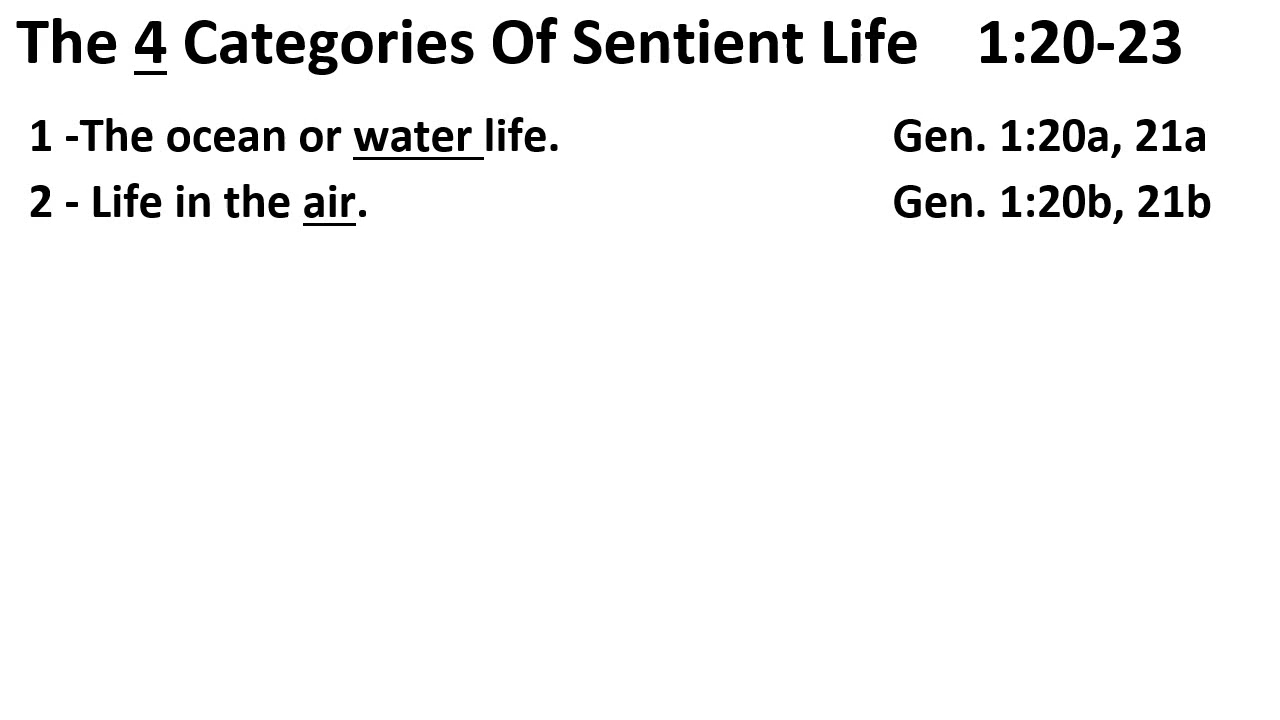 The 4 Categories Of Sentient Life 1:20-23
1 -The ocean or water life. Gen. 1:20a, 21a
2 - Life in the air. Gen. 1:20b, 21b